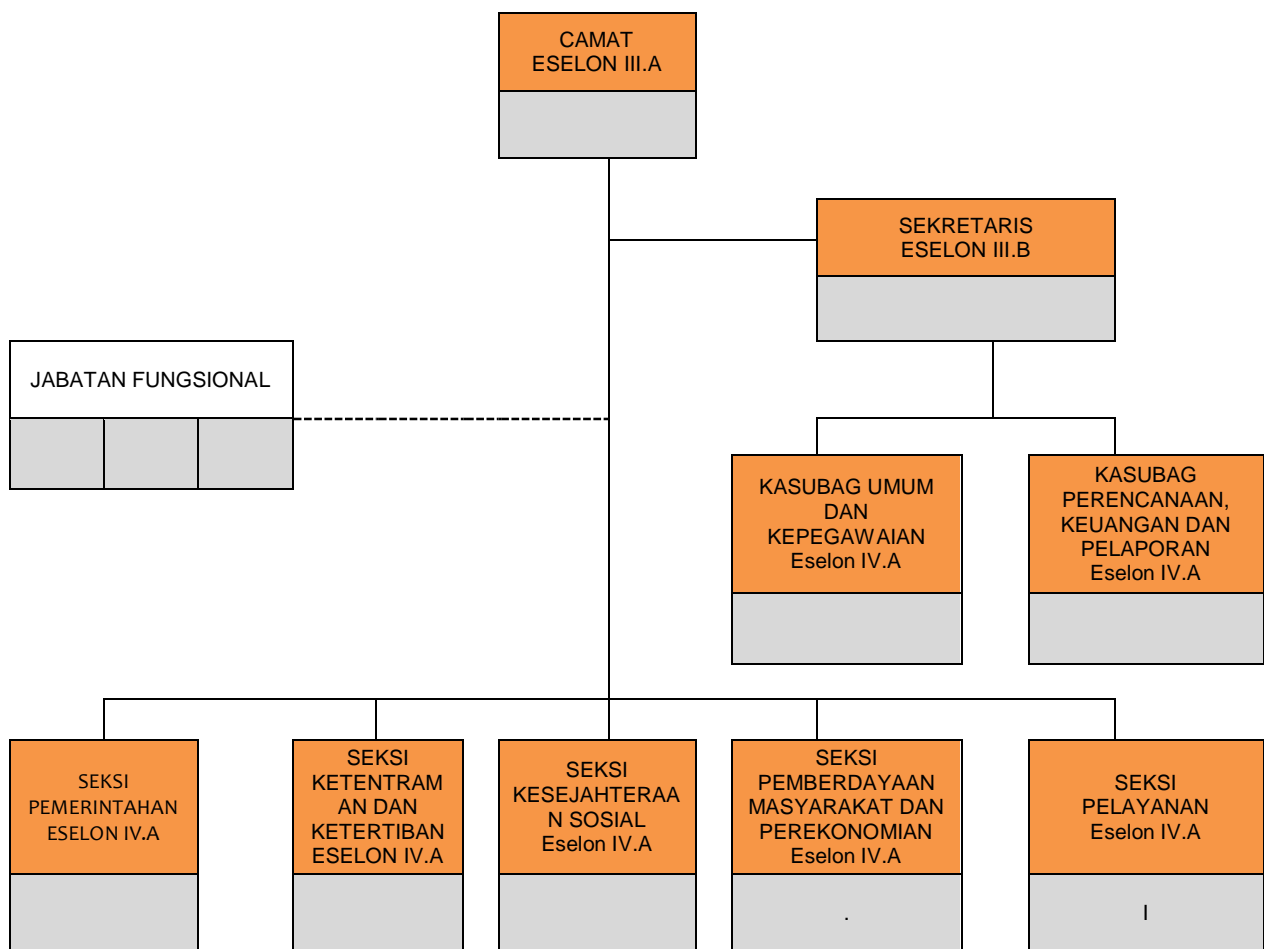 CAMAT
ESELON III.A
SEKRETARIS
ESELON III.B
JABATAN FUNGSIONAL
KASUBAG UMUM
DAN
KEPEGAWAIAN
Eselon IV.A
KASUBAG
PERENCANAAN,
KEUANGAN DAN
PELAPORAN
Eselon IV.A
SEKSI
PEMERINTAHAN
ESELON IV.A
SEKSI
KETENTRAM
AN DAN
KETERTIBAN
ESELON IV.A
SEKSI
KESEJAHTERAA
N SOSIAL
Eselon IV.A
SEKSI
PEMBERDAYAAN
MASYARAKAT DAN
PEREKONOMIAN
Eselon IV.A
.
SEKSI
PELAYANAN
Eselon IV.A
I